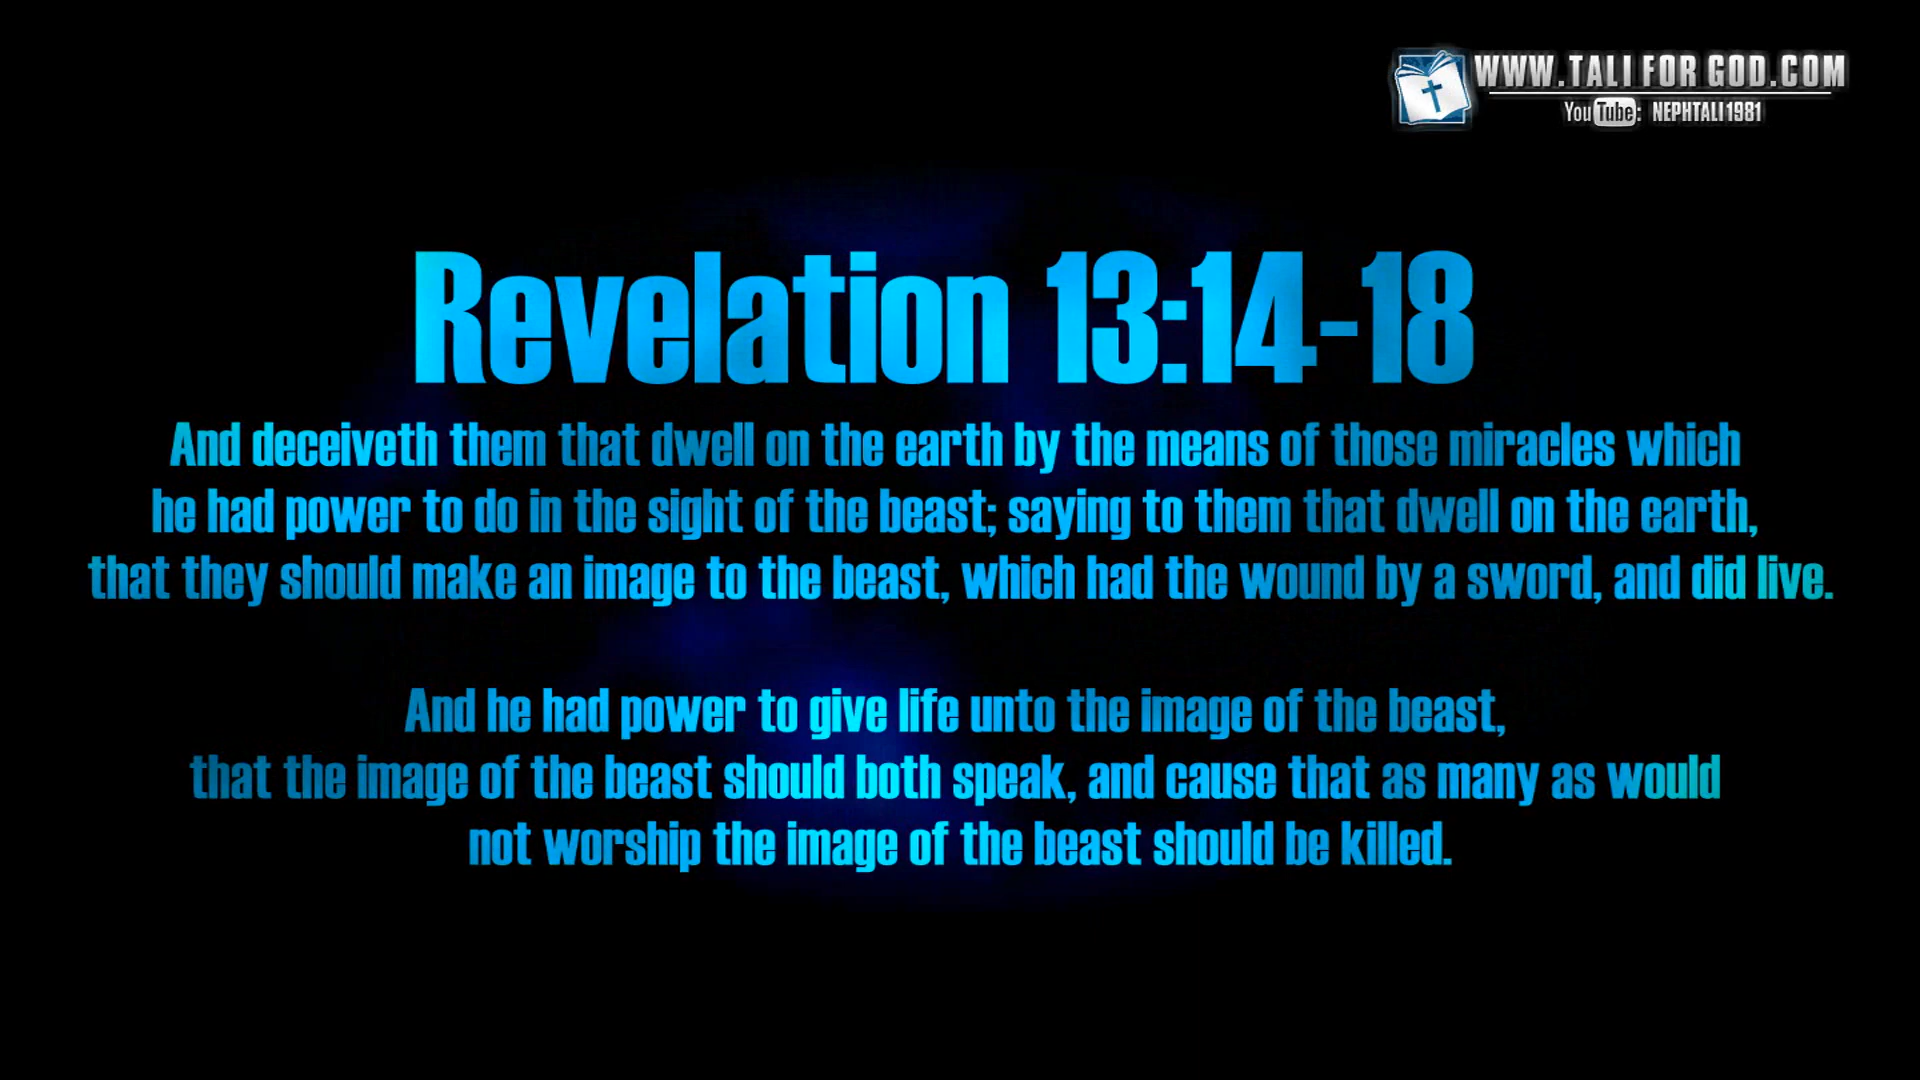 WWW.TALI FOR GOD.COM
YouTube: NEPHTALI1981
Revelation 13:14-18
And deceiveth them that dwell on the earth by the means of those miracles which
he had power to do in the sight of the beast; saying to them that dwell on the earth,
that they should make an image to the beast, which had the wound by a sword, and did live.
And he had power to give life unto the image of the beast,
that the image of the beast should both speak, and cause that as many as would
not worship the image of the beast should be killed.